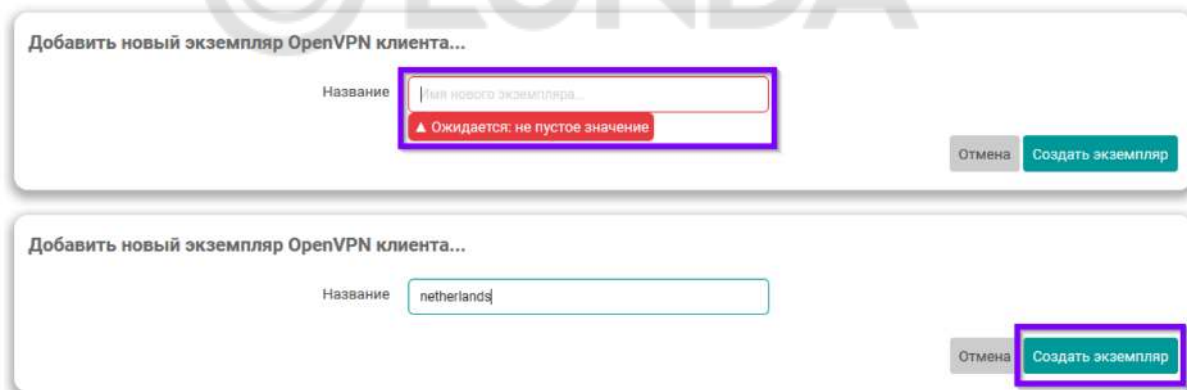 Добавить новый экземпляр OpenVPN клиента...
Название
Имя нового экземпляра...
▲ Ожидается: не пустое значение
Отмена Создать экземпляр
Добавить новый экземпляр OpenVPN клиента...
Название netherlands
Отмена Создать экземпляр